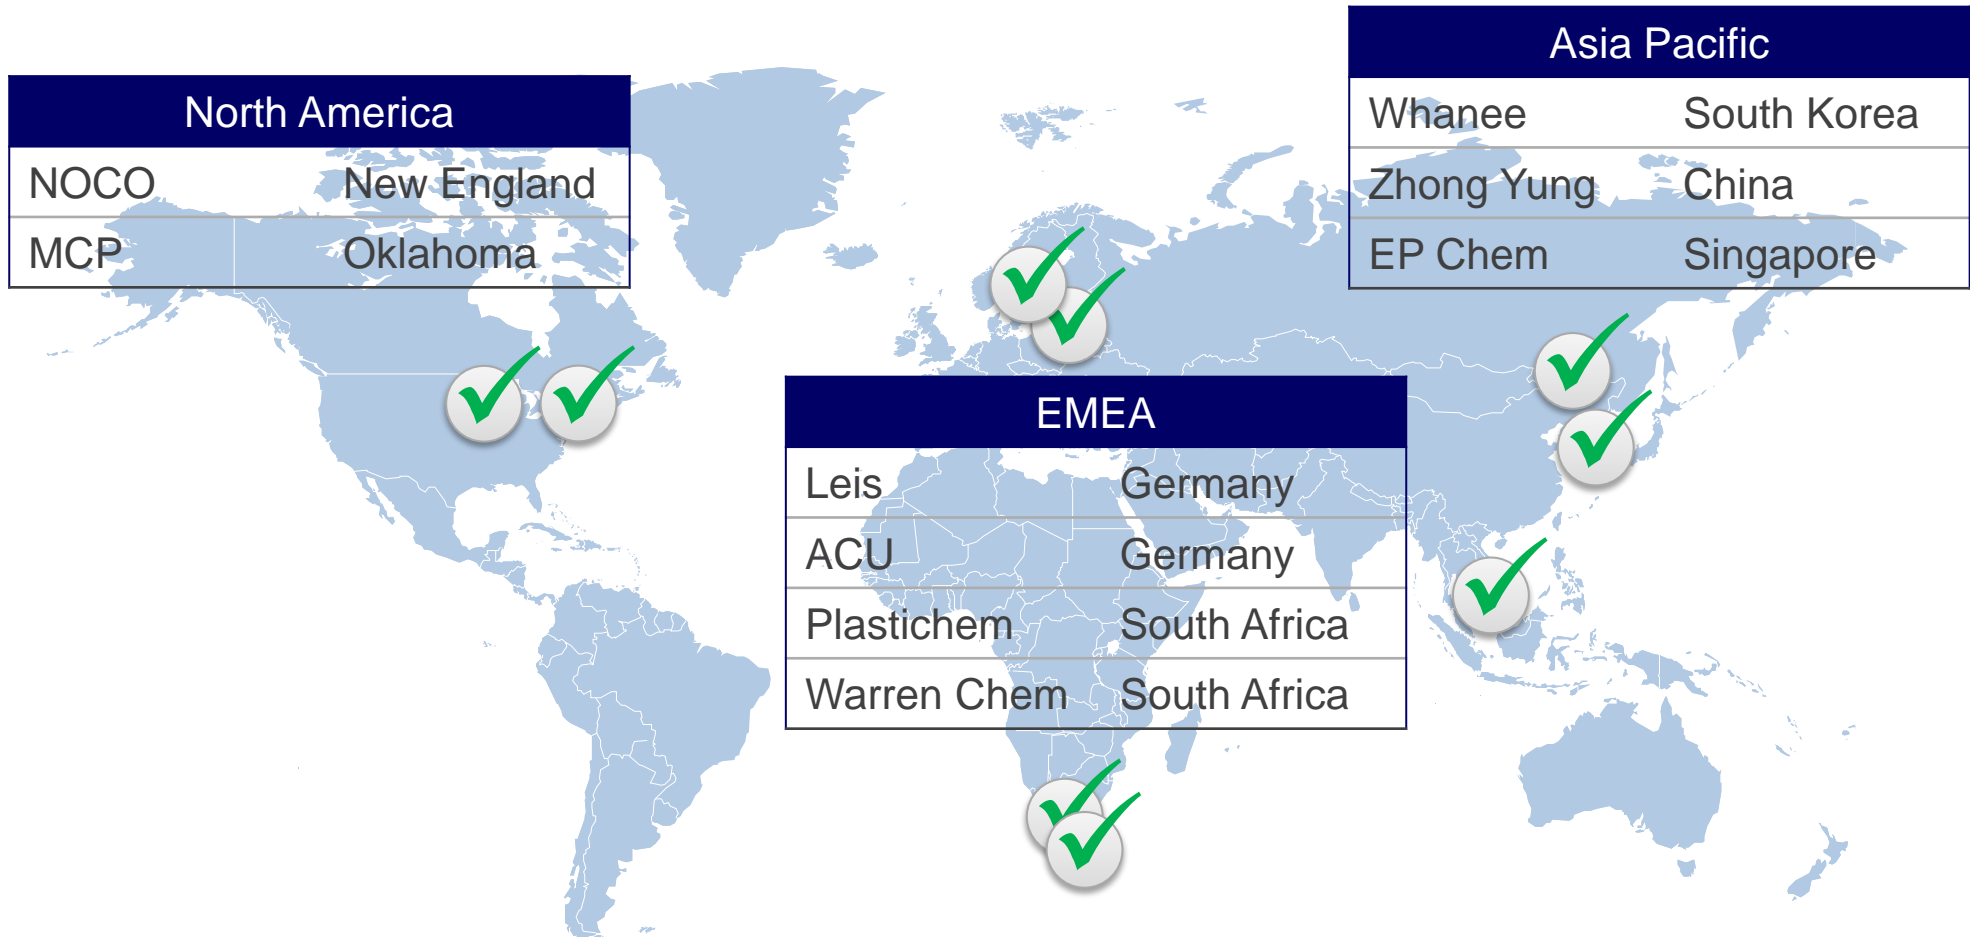 North America
NOCO New England
MCP Oklahoma
Asia Pacific
Whanee South Korea
Zhong Yung China
EP Chem Singapore
EMEA
Leis Germany
ACU Germany
Plastichem South Africa
Warren Chem South Africa